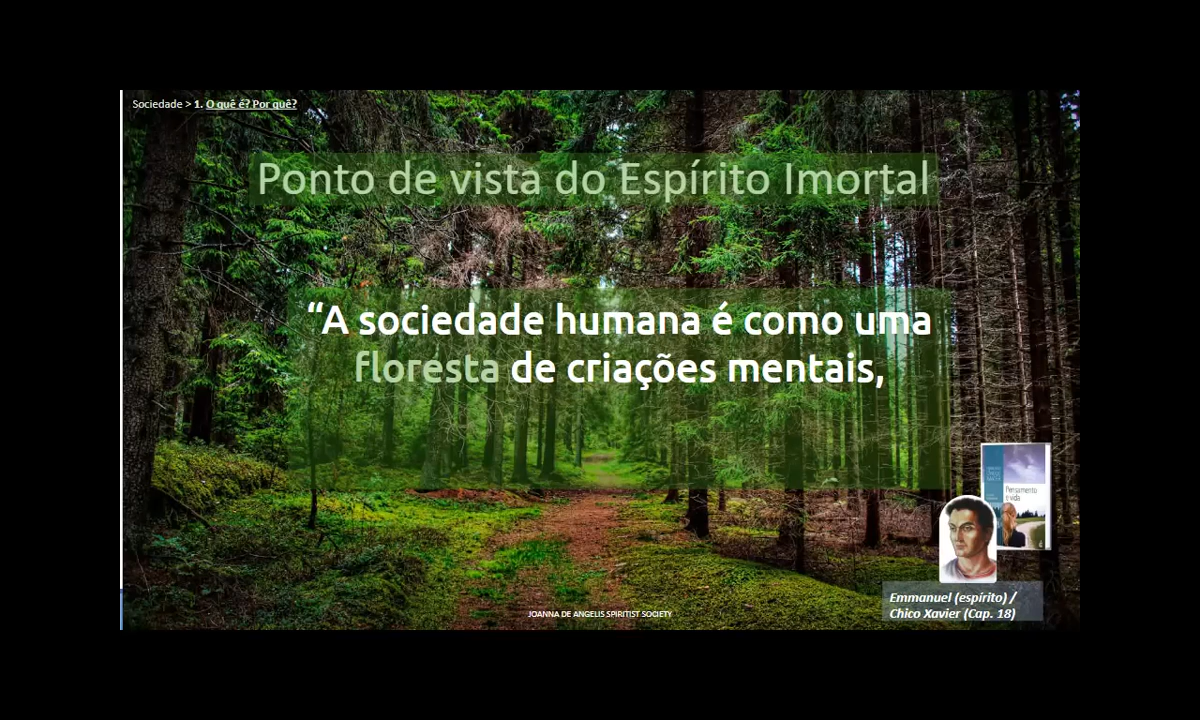 Sociedade > 1. O quê é? Por quê?
Ponto de vista do Espírito Imortal
“A sociedade humana é como uma
floresta de criações mentais,
Pensamento
e vida
Emmanuel (espírito) /
Chico Xavier (Cap. 18)
JOANNA DE ANGELIS SPIRITIST SOCIETY